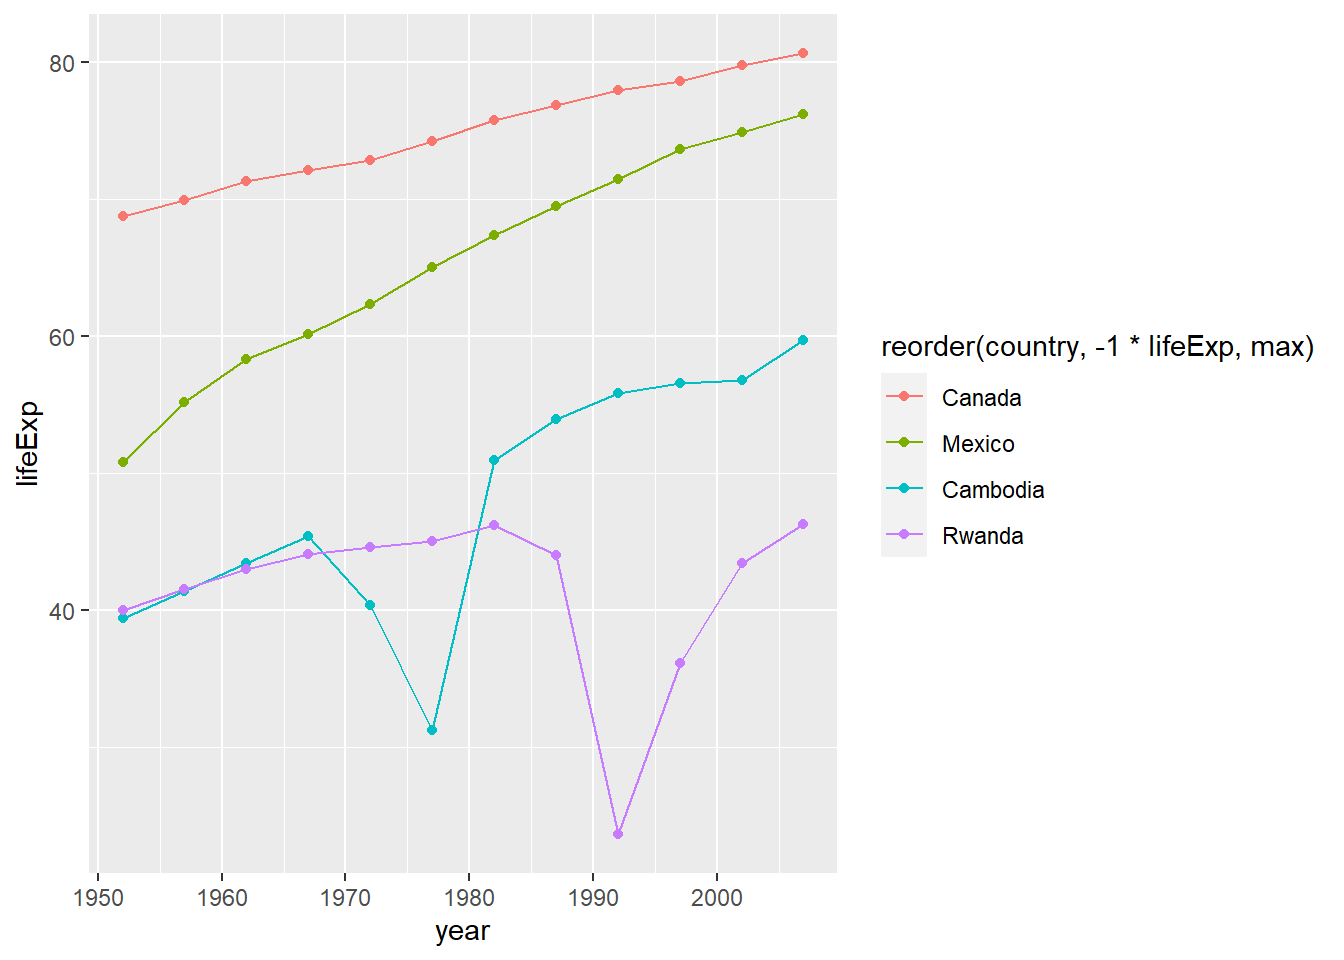 80
60
40
lifeExp
1950 1960 1970 1980 1990 2000
year
reorder(country, -1 * lifeExp, max)
Canada
Mexico
Cambodia
Rwanda